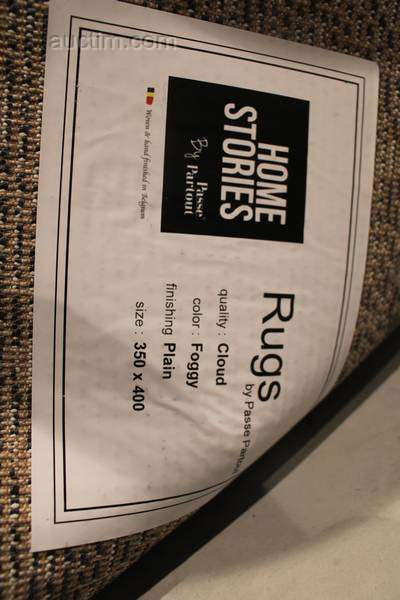 auctim.com
HOME
STORIES
By Passe
Partout
Woven & hand finished in Belgium
Rugs
by Passe Partout
quality : Cloud
color : Foggy
finishing Plain
size : 350 x 400